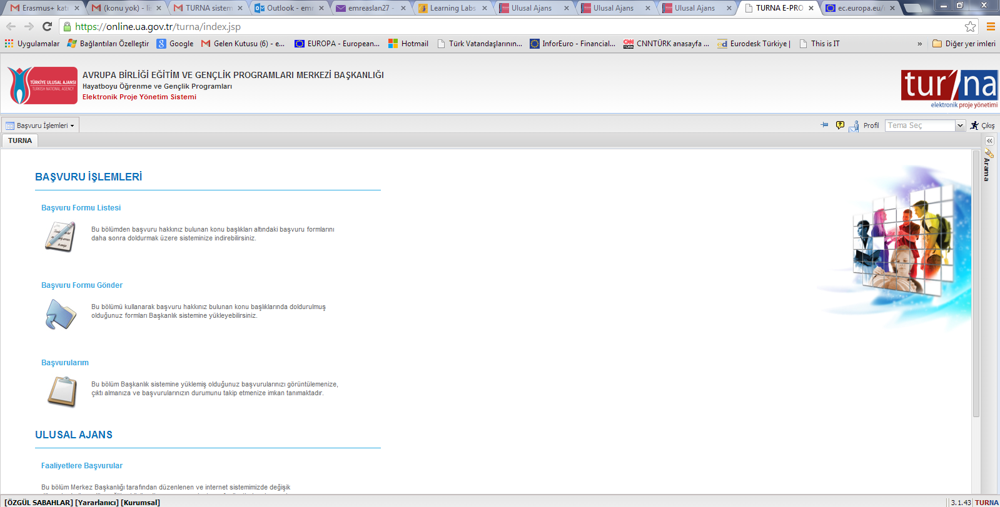 Erasmus+ katı
(konu yok) - lis
TURNA sistem
Outlook - emr
emreaslan27 -
Learning Labs
Ulusal Ajans
Ulusal Ajans
Ulusal Ajans
TURNA E-PRO
ec.europa.eu/
https://online.ua.gov.tr/turna/index.jsp
Uygulamalar
Bağlantıları Özelleştir
Google
Gelen Kutusu (6) - e...
EUROPA - European...
Hotmail
Türk Vatandaşlarının...
InforEuro - Financial...
CNNTÜRK anasayfa ...
Eurodesk Türkiye |
This is IT
»
Diğer yer imleri
TÜRKİYE ULUSAL AJANSI
TURKISH NATIONAL AGENCY
AVRUPA BİRLİĞİ EĞİTİM VE GENÇLİK PROGRAMLARI MERKEZİ BAŞKANLIĞI
Hayatboyu Öğrenme ve Gençlik Programları
Elektronik Proje Yönetim Sistemi
turna
elektronik proje yönetimi
Başvuru İşlemleri
Profil
Tema Seç
Çıkış
TURNA
Arama
BAŞVURU İŞLEMLERİ
Başvuru Formu Listesi
Bu bölümden başvuru hakkınız bulunan konu başlıkları altındaki başvuru formlarını
daha sonra doldurmak üzere sisteminize indirebilirsiniz.
Başvuru Formu Gönder
Bu bölümü kullanarak başvuru hakkınız bulunan konu başlıklarında doldurulmuş
olduğunuz formları Başkanlık sistemine yükleyebilirsiniz.
Başvurularım
Bu bölüm Başkanlık sistemine yüklemiş olduğunuz başvurularınızı görüntülemenize,
çıktı almanıza ve başvurularınızın durumunu takip etmenize imkan tanımaktadır.
ULUSAL AJANS
Faaliyetlere Başvurular
Bu bölüm Merkez Başkanlığı tarafından düzenlenen ve internet sistemimizde değişik
[ÖZGÜL SABAHLAR] [Yararlanıcı] [Kurumsal]
3.1.43
TURNA